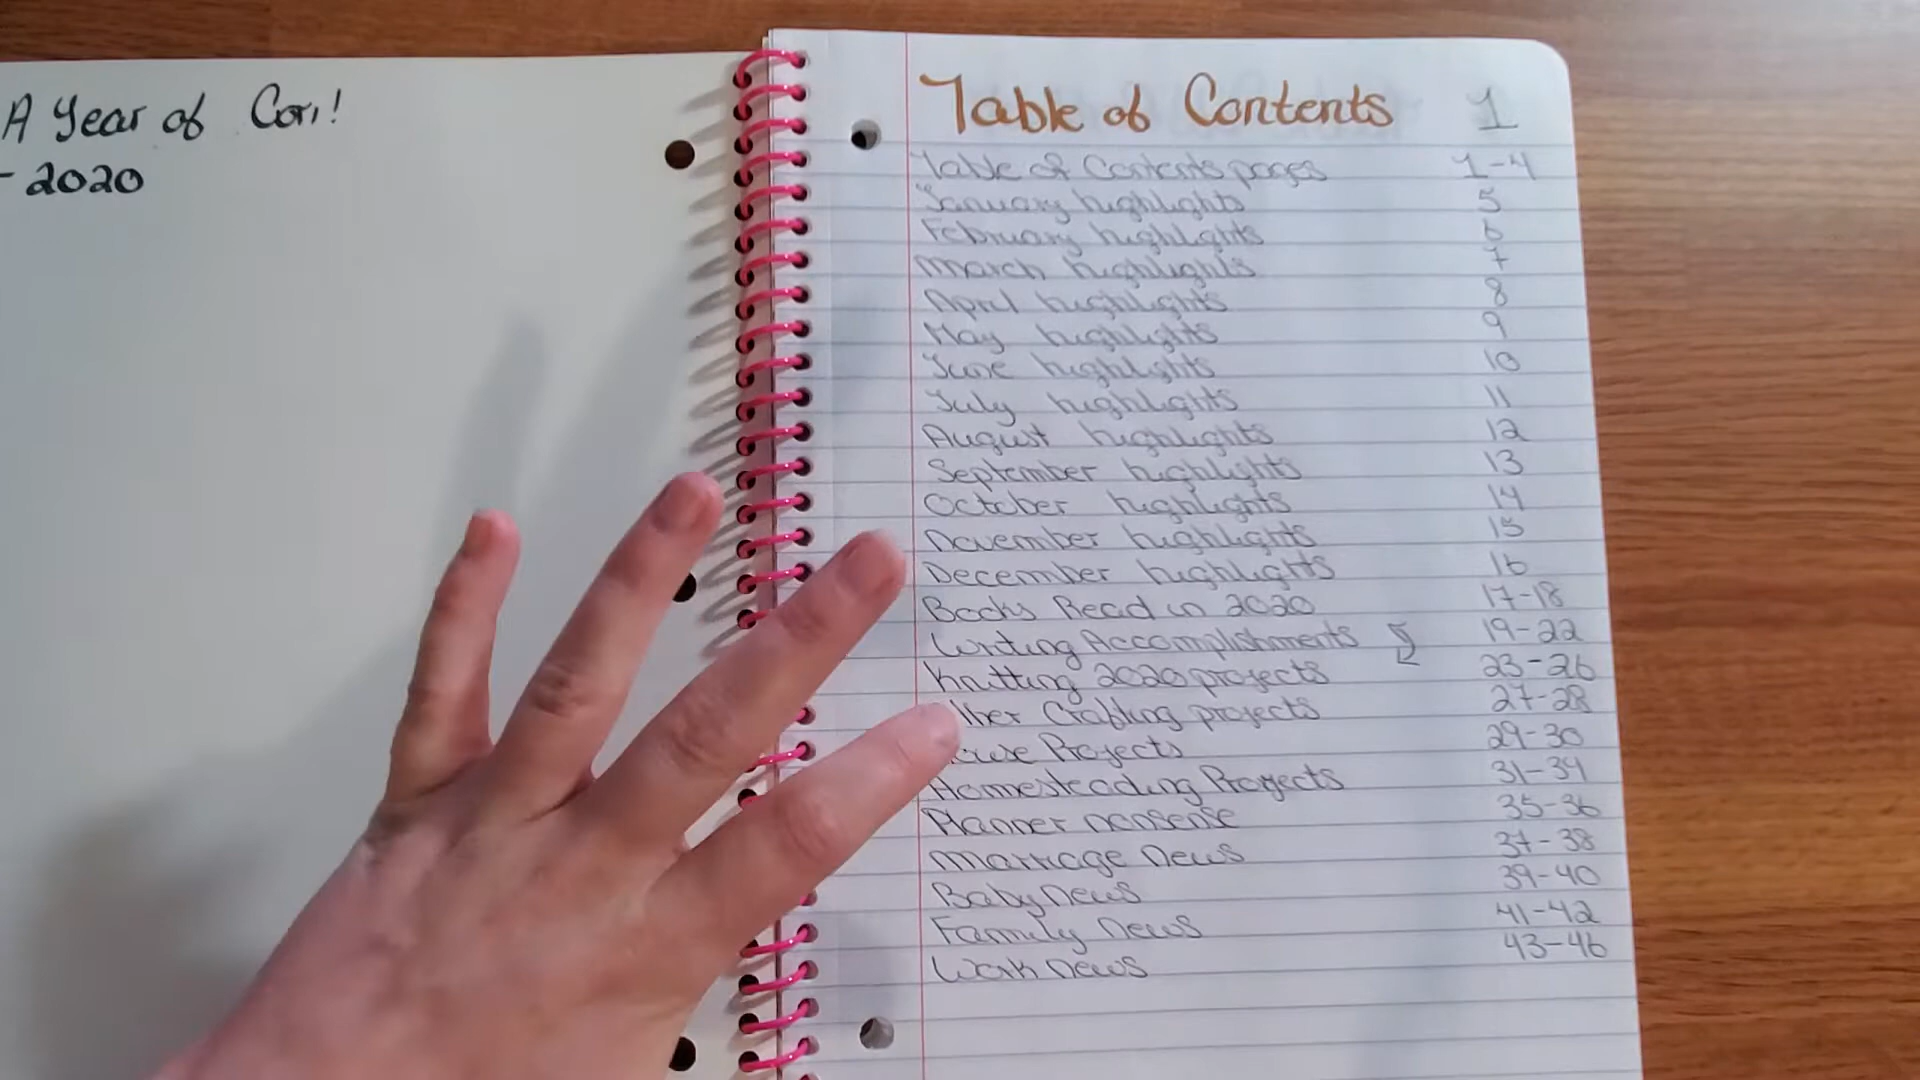 A Year of Cori!
- 2020
Table of Contents 1
Table of Contents pages 1-4
January highlights 5
February highlights 6
March highlights 7
April highlights 8
May highlights 9
June highlights 10
July highlights 11
August highlights 12
September highlights 13
October highlights 14
November highlights 15
December highlights 16
Books Read in 2020 17-18
Writing Accomplishments 19-22
Knitting 2020 projects 23-26
Crafting projects 27-28
Projects 29-30
Homesteading Projects 31-34
Planner nonsense 35-36
Marriage News 37-38
Baby News 39-40
Family News 41-42
Work News 43-46